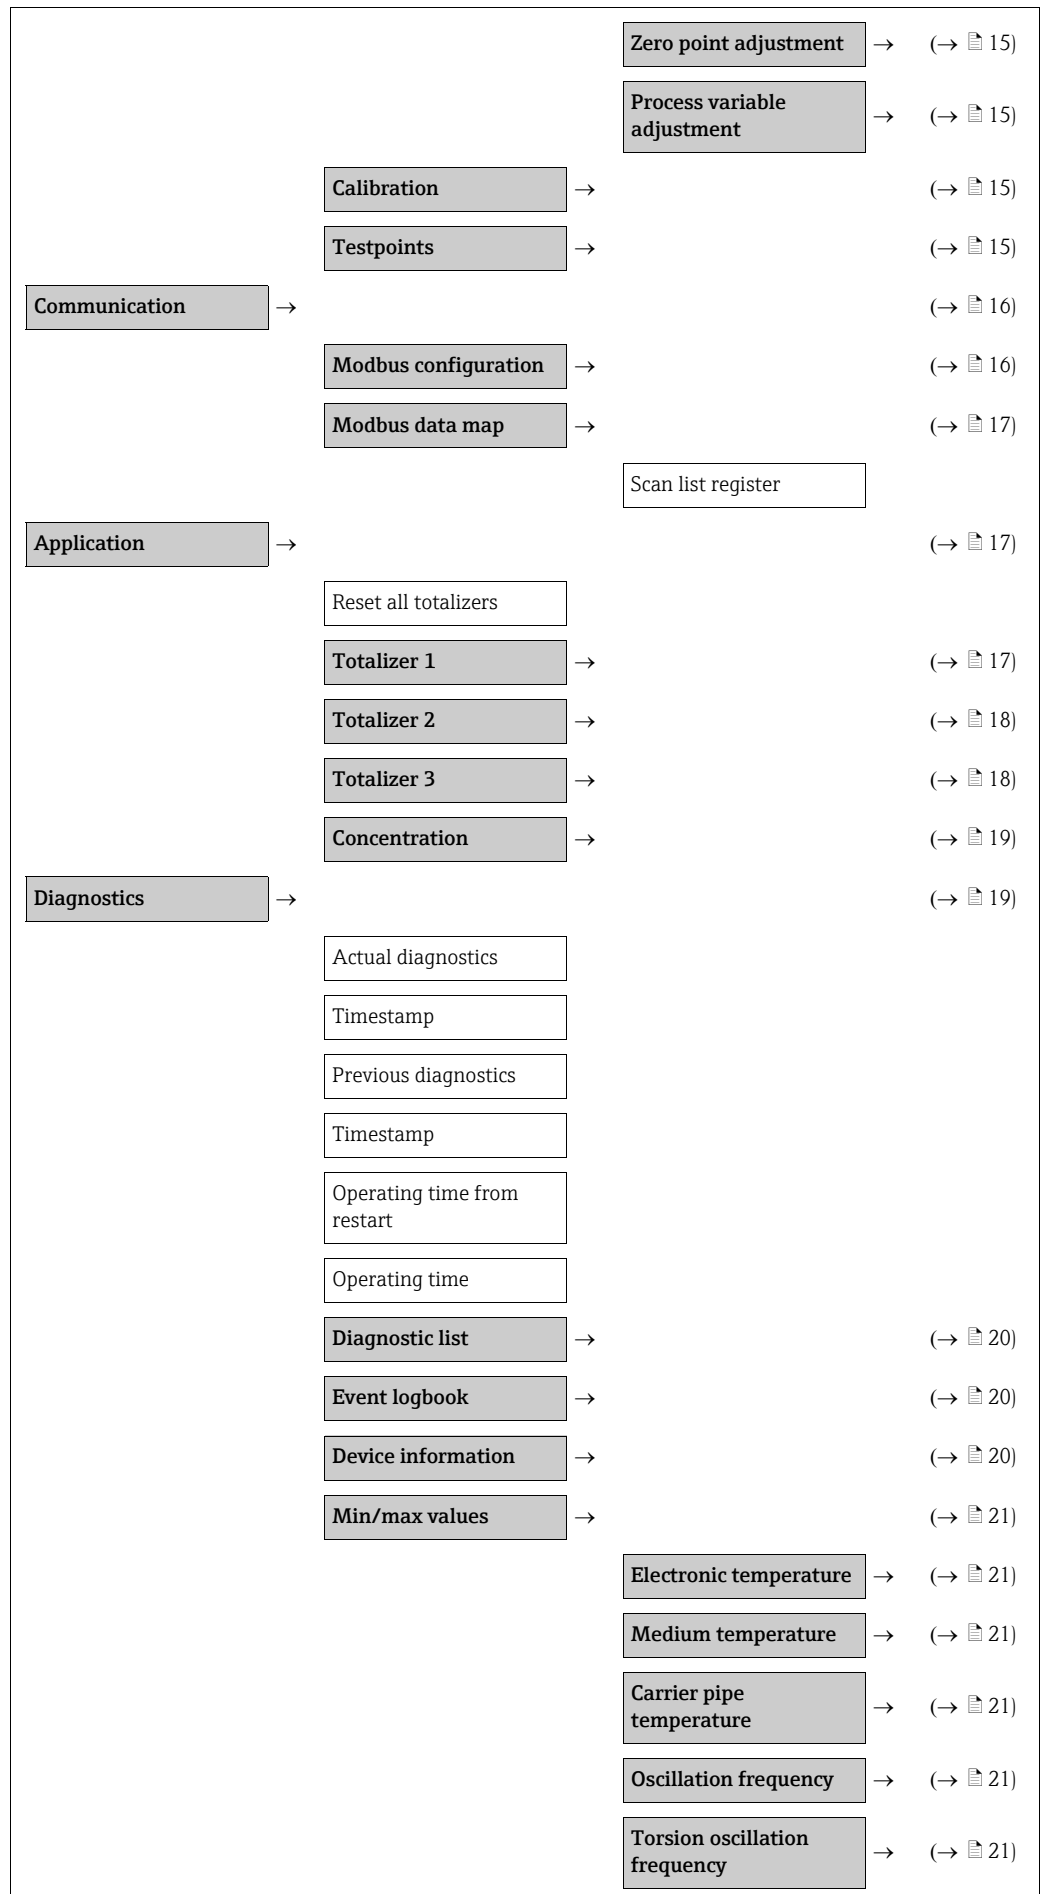 Zero point adjustment → (→ 15)
Process variable
adjustment → (→ 15)
Calibration → (→ 15)
Testpoints → (→ 15)
Communication → (→ 16)
Modbus configuration → (→ 16)
Modbus data map → (→ 17)
Scan list register
Application → (→ 17)
Reset all totalizers
Totalizer 1 → (→ 17)
Totalizer 2 → (→ 18)
Totalizer 3 → (→ 18)
Concentration → (→ 19)
Diagnostics → (→ 19)
Actual diagnostics
Timestamp
Previous diagnostics
Timestamp
Operating time from
restart
Operating time
Diagnostic list → (→ 20)
Event logbook → (→ 20)
Device information → (→ 20)
Min/max values → (→ 21)
Electronic temperature → (→ 21)
Medium temperature → (→ 21)
Carrier pipe
temperature → (→ 21)
Oscillation frequency → (→ 21)
Torsion oscillation
frequency → (→ 21)